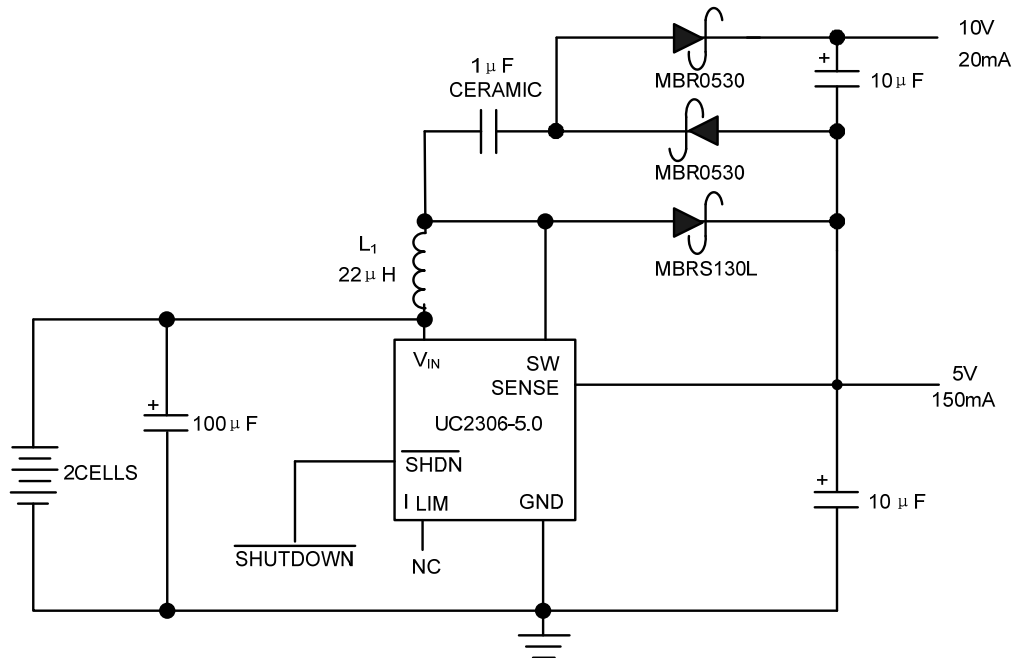 10V
20mA
MBR0530
10μF
1μF
CERAMIC
MBR0530
L1
22μH
MBRS130L
VIN
SW
SENSE
5V
150mA
UC2306-5.0
100μF
2CELLS
SHDN
I LIM
GND
10μF
SHUTDOWN
NC